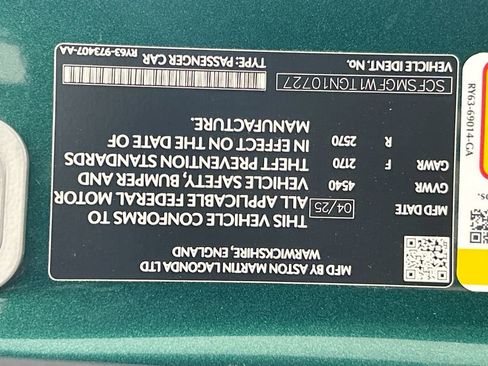 MFD BY ASTON MARTIN LAGONDA LTD
WARWICKSHIRE, ENGLAND
MFD DATE 04/25
GVWR 4540
GAWR F 2170
R 2570
THIS VEHICLE CONFORMS TO
ALL APPLICABLE FEDERAL MOTOR
VEHICLE SAFETY, BUMPER AND
THEFT PREVENTION STANDARDS
IN EFFECT ON THE DATE OF
MANUFACTURE.
VEHICLE IDENT. NO.
SCFSMGFW1TGN10727
TYPE: PASSENGER CAR
RY63-973407-AA
RY63-69014-GA